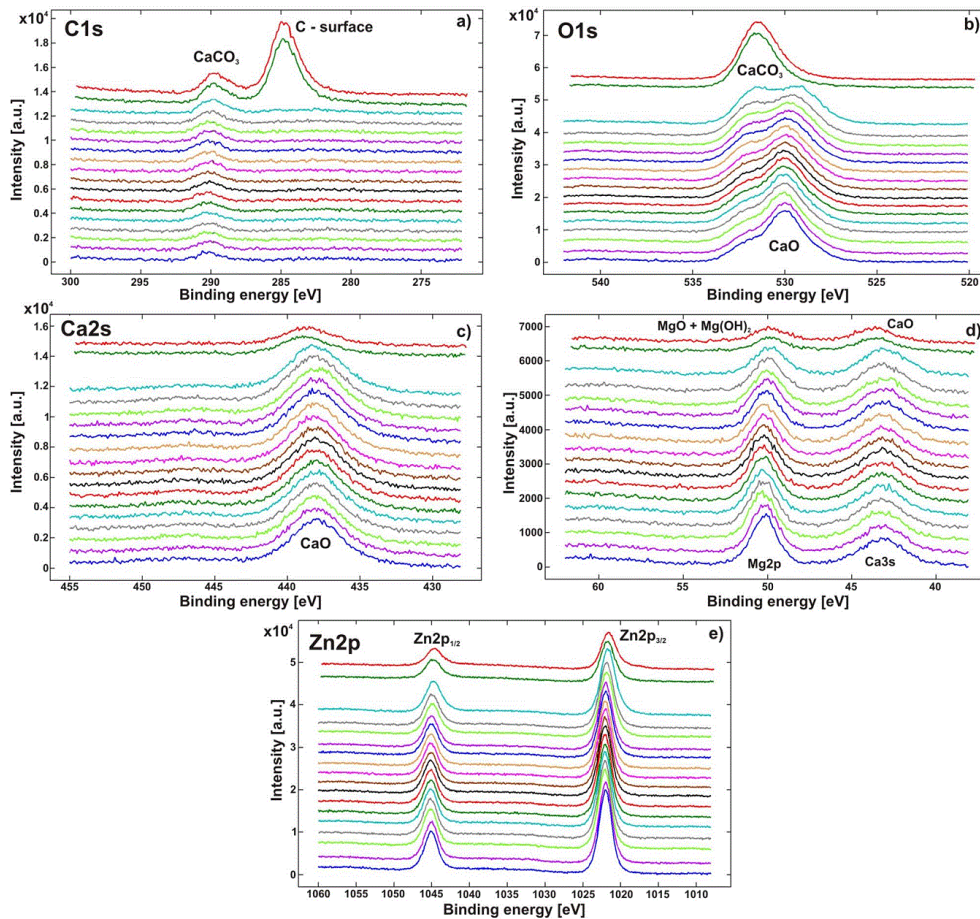 x10⁴
C1s
a)
C - surface
CaCO₃
1.8
1.6
1.4
1.2
1
0.8
0.6
0.4
0.2
0
Intensity [a.u.]
300 295 290 285 280 275
Binding energy [eV]
x10⁴
O1s
b)
CaCO₃
7
6
5
4
3
2
1
0
Intensity [a.u.]
CaO
540 535 530 525 520
Binding energy [eV]
x10⁴
Ca2s
c)
1.6
1.4
1.2
1
0.8
0.6
0.4
0.2
0
Intensity [a.u.]
CaO
455 450 445 440 435 430
Binding energy [eV]
MgO + Mg(OH)₂
CaO
d)
7000
6000
5000
4000
3000
2000
1000
0
Intensity [a.u.]
Mg2p
Ca3s
60 55 50 45 40
Binding energy [eV]
x10⁴
Zn2p
Zn2p₁/₂
Zn2p₃/₂
e)
5
4
3
2
1
0
Intensity [a.u.]
1060 1055 1050 1045 1040 1035 1030 1025 1020 1015 1010
Binding energy [eV]